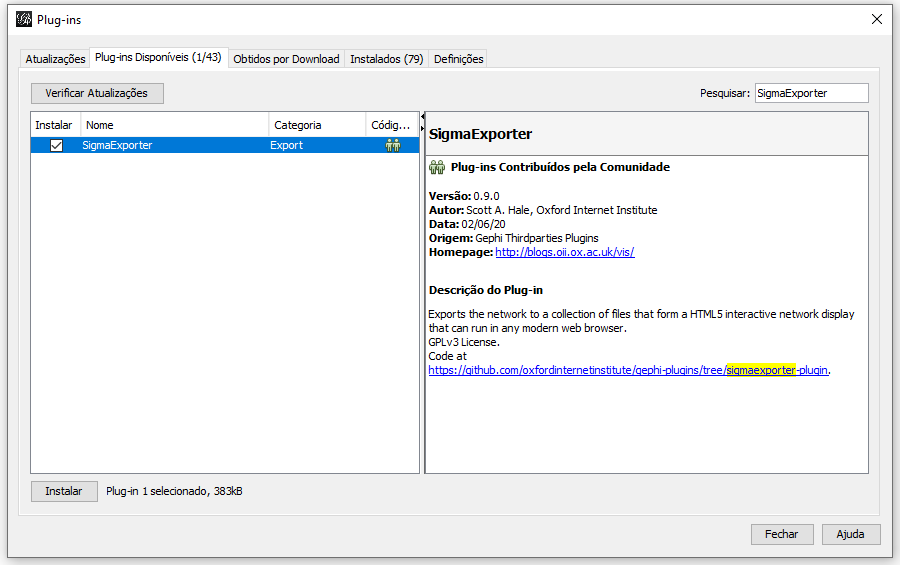 Plug-ins
Atualizações Plug-ins Disponíveis (1/43) Obtidos por Download Instalados (79) Definições
Verificar Atualizações Pesquisar: SigmaExporter
Instalar Nome Categoria Códig...
SigmaExporter Export
SigmaExporter
Plug-ins Contribuídos pela Comunidade
Versão: 0.9.0
Autor: Scott A. Hale, Oxford Internet Institute
Data: 02/06/20
Origem: Gephi Thirdparties Plugins
Homepage: http://blogs.oii.ox.ac.uk/vis/
Descrição do Plug-in
Exports the network to a collection of files that form a HTML5 interactive network display
that can run in any modern web browser.
GPLv3 License.
Code at
https://github.com/oxfordinternetinstitute/gephi-plugins/tree/sigmaexporter-plugin.
Instalar Plug-in 1 selecionado, 383kB
Fechar Ajuda